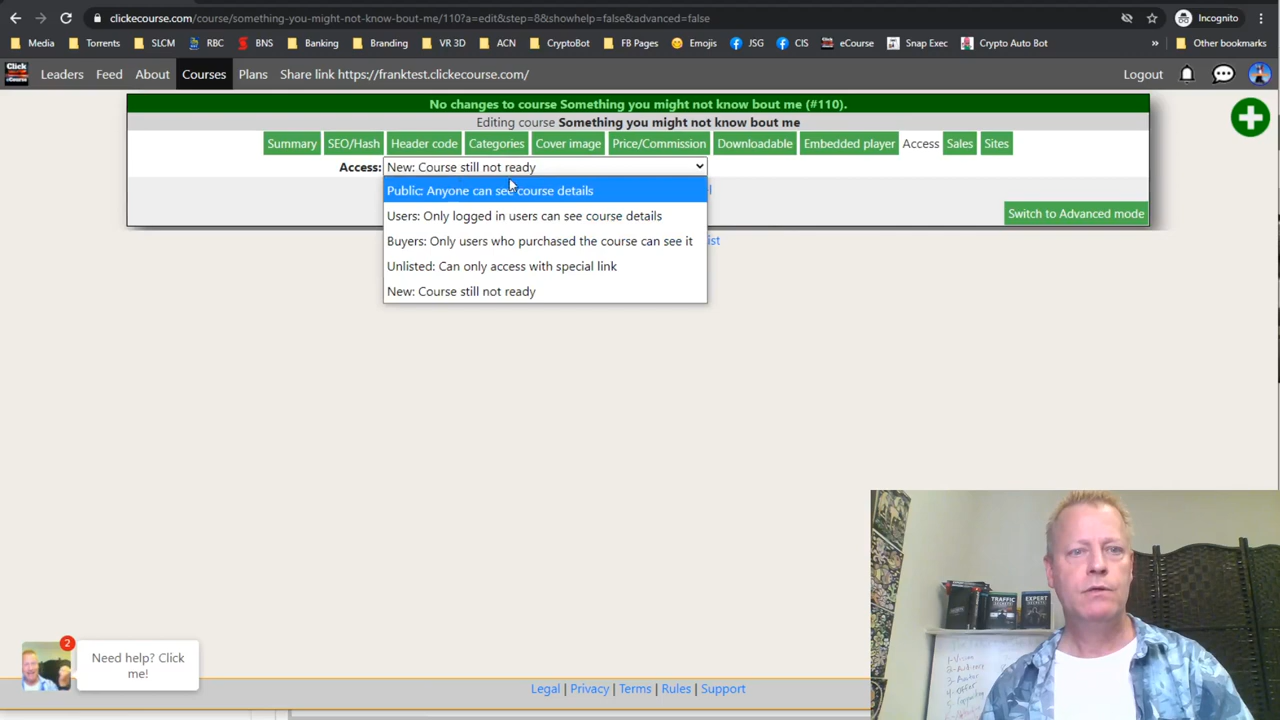 clickecourse.com/course/something-you-might-not-know-bout-me/110?a=edit&step=8&showhelp=false&advanced=false
Incognito
Media
Torrents
SLCM
RBC
BNS
Banking
Branding
VR 3D
ACN
CryptoBot
FB Pages
Emojis
JSG
CIS
eCourse
Snap Exec
Crypto Auto Bot
»
Other bookmarks
Click
Leaders
Feed
About
Courses
Plans
Share link https://franktest.clickecourse.com/
Logout
No changes to course Something you might not know bout me (#110).
Editing course Something you might not know bout me
Summary
SEO/Hash
Header code
Categories
Cover image
Price/Commission
Downloadable
Embedded player
Access
Sales
Sites
Access: New: Course still not ready
Public: Anyone can see course details
Users: Only logged in users can see course details
Switch to Advanced mode
Buyers: Only users who purchased the course can see it
ist
Unlisted: Can only access with special link
New: Course still not ready
TRAFFIC
EXPERT
2
Need help? Click
me!
Legal | Privacy | Terms | Rules | Support